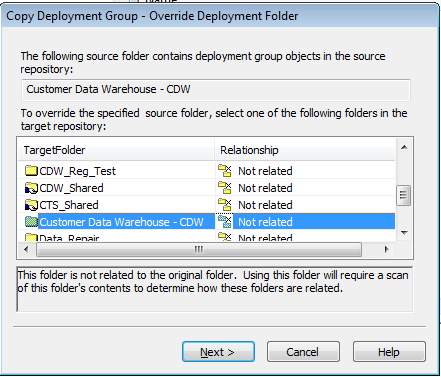 Copy Deployment Group - Override Deployment Folder
The following source folder contains deployment group objects in the source
repository:
Customer Data Warehouse - CDW
To override the specified source folder, select one of the following folders in the
target repository:
TargetFolder Relationship
CDW_Reg_Test Not related
CDW_Shared Not related
CTS_Shared Not related
Customer Data Warehouse - CDW Not related
Data_Repair Not related
This folder is not related to the original folder. Using this folder will require a scan
of this folder's contents to determine how these folders are related.
Next > Cancel Help